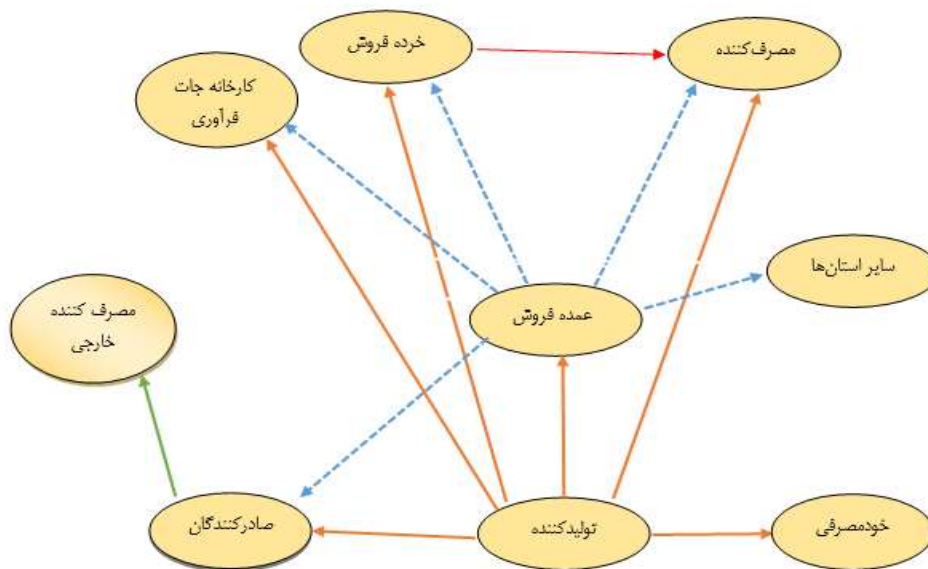 خرده فروش
مصرف‌کننده
کارخانه جات
فرآوری
سایر استان‌ها
مصرف کننده
خارجی
عمده فروش
صادرکنندگان
تولیدکننده
خودمصرفی